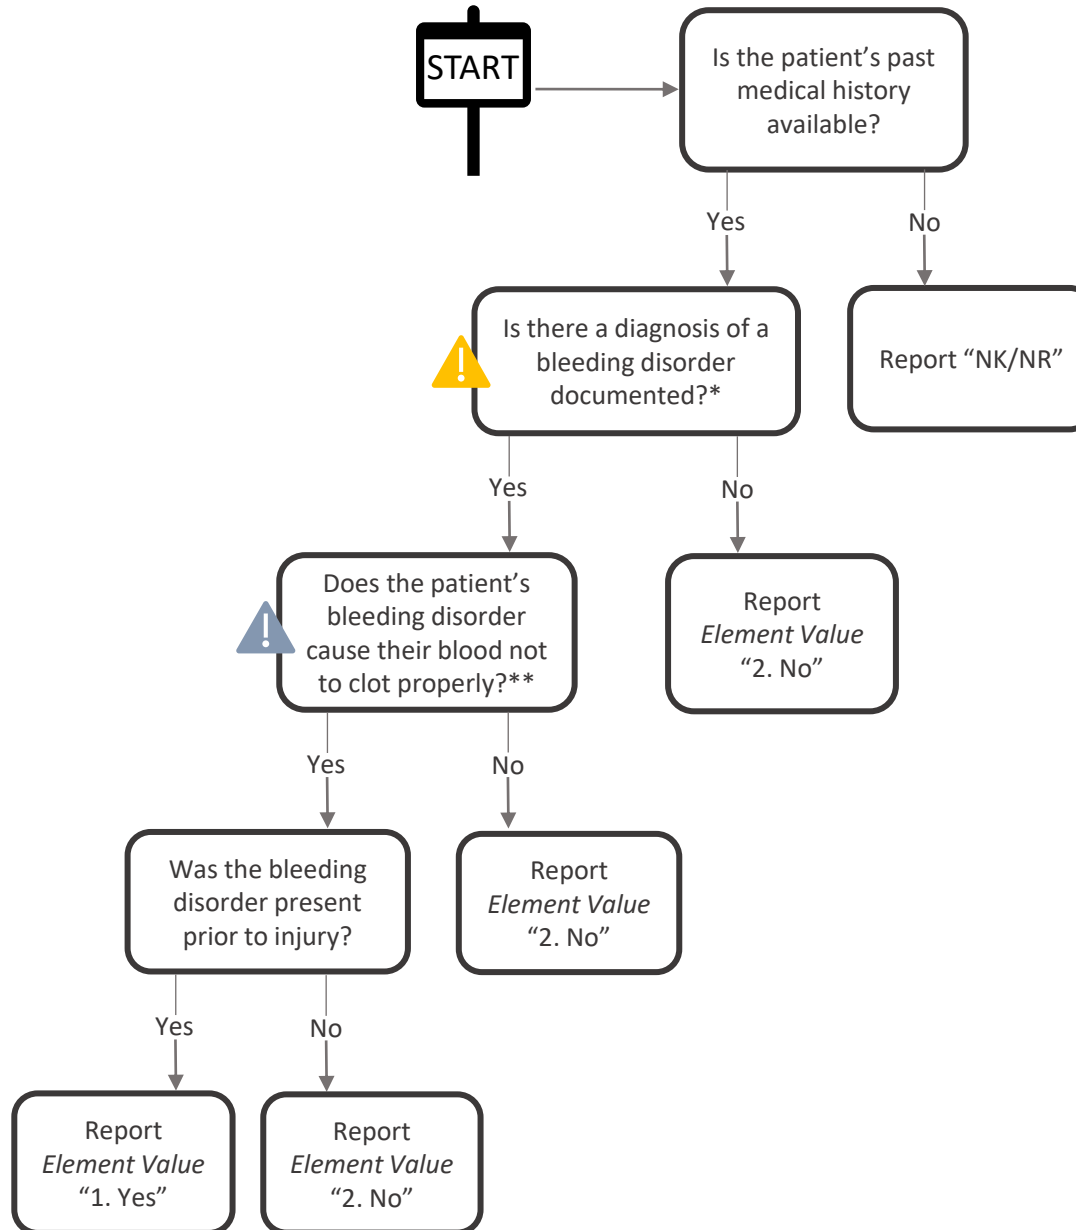 START
Is the patient’s past
medical history
available?
Yes
No
Is there a diagnosis of a
bleeding disorder
documented?*
Report “NK/NR”
Yes
No
Does the patient’s
bleeding disorder
cause their blood not
to clot properly?**
Report
Element Value
“2. No”
Yes
No
Was the bleeding
disorder present
prior to injury?
Report
Element Value
“2. No”
Yes
No
Report
Element Value
“1. Yes”
Report
Element Value
“2. No”